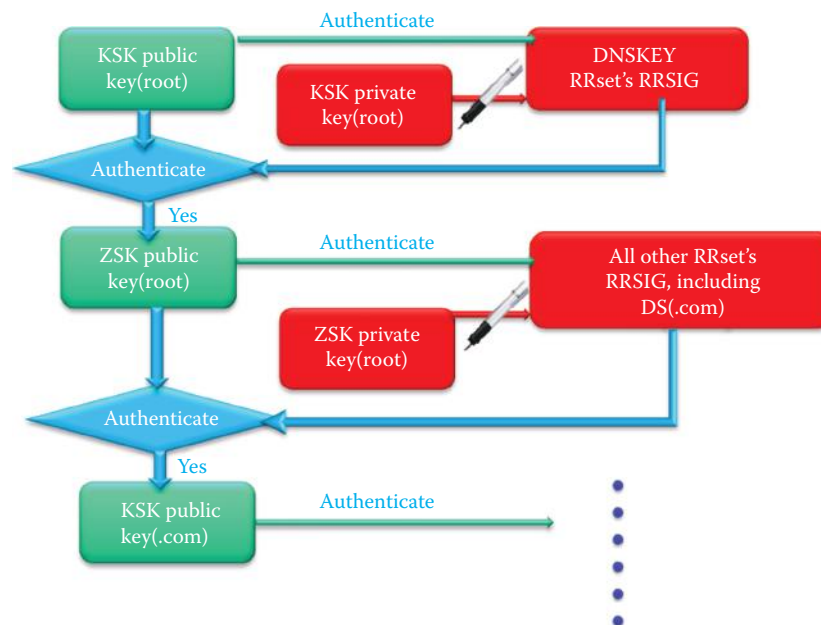 Authenticate
KSK public
key(root)
DNSKEY
RRset's RRSIG
KSK private
key(root)
Authenticate
Yes
ZSK public
key(root)
Authenticate
All other RRset's
RRSIG, including
DS(.com)
ZSK private
key(root)
Authenticate
Yes
KSK public
key(.com)
Authenticate